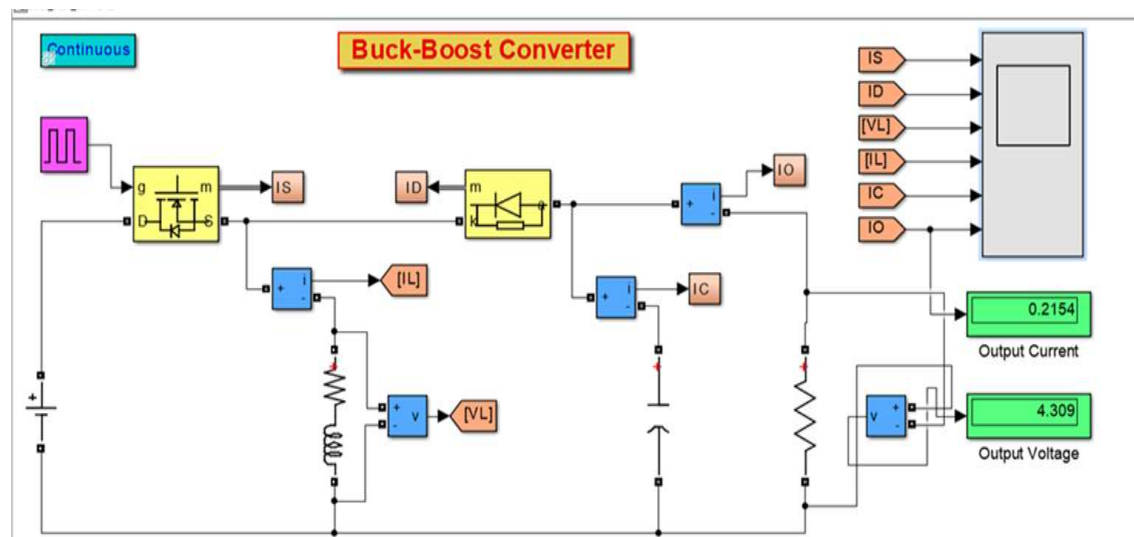 Continuous
Buck-Boost Converter
IS
ID
[VL]
[IL]
IC
IO
g m
D S
IS
ID
m
k
i
+
-
IO
i
+
-
[IL]
i
+
-
IC
+
+
-
v
[VL]
v
+
-
0.2154
Output Current
4.309
Output Voltage